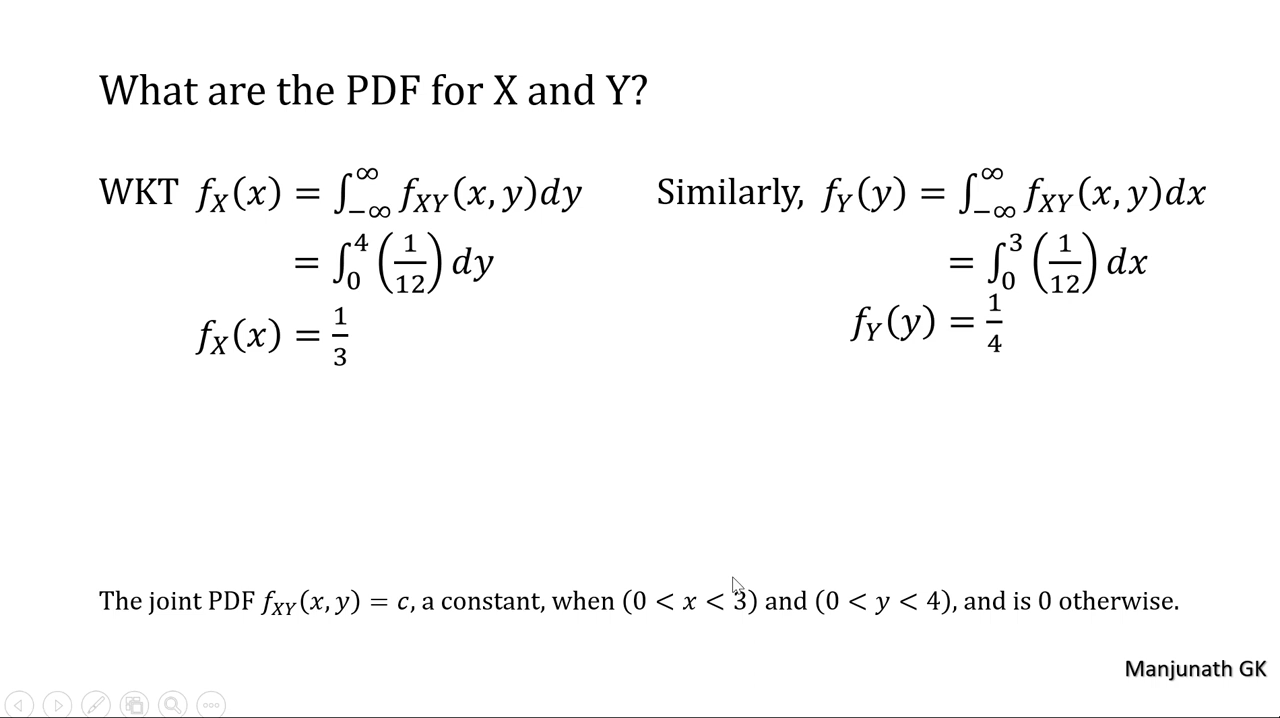 What are the PDF for X and Y?
WKT f_X(x) = ∫_{−∞}^{∞} f_{XY}(x, y)dy
= ∫_0^4 (1/12) dy
f_X(x) = 1/3
Similarly, f_Y(y) = ∫_{−∞}^{∞} f_{XY}(x, y)dx
= ∫_0^3 (1/12) dx
f_Y(y) = 1/4
The joint PDF f_{XY}(x, y) = c, a constant, when (0 < x < 3) and (0 < y < 4), and is 0 otherwise.
Manjunath GK